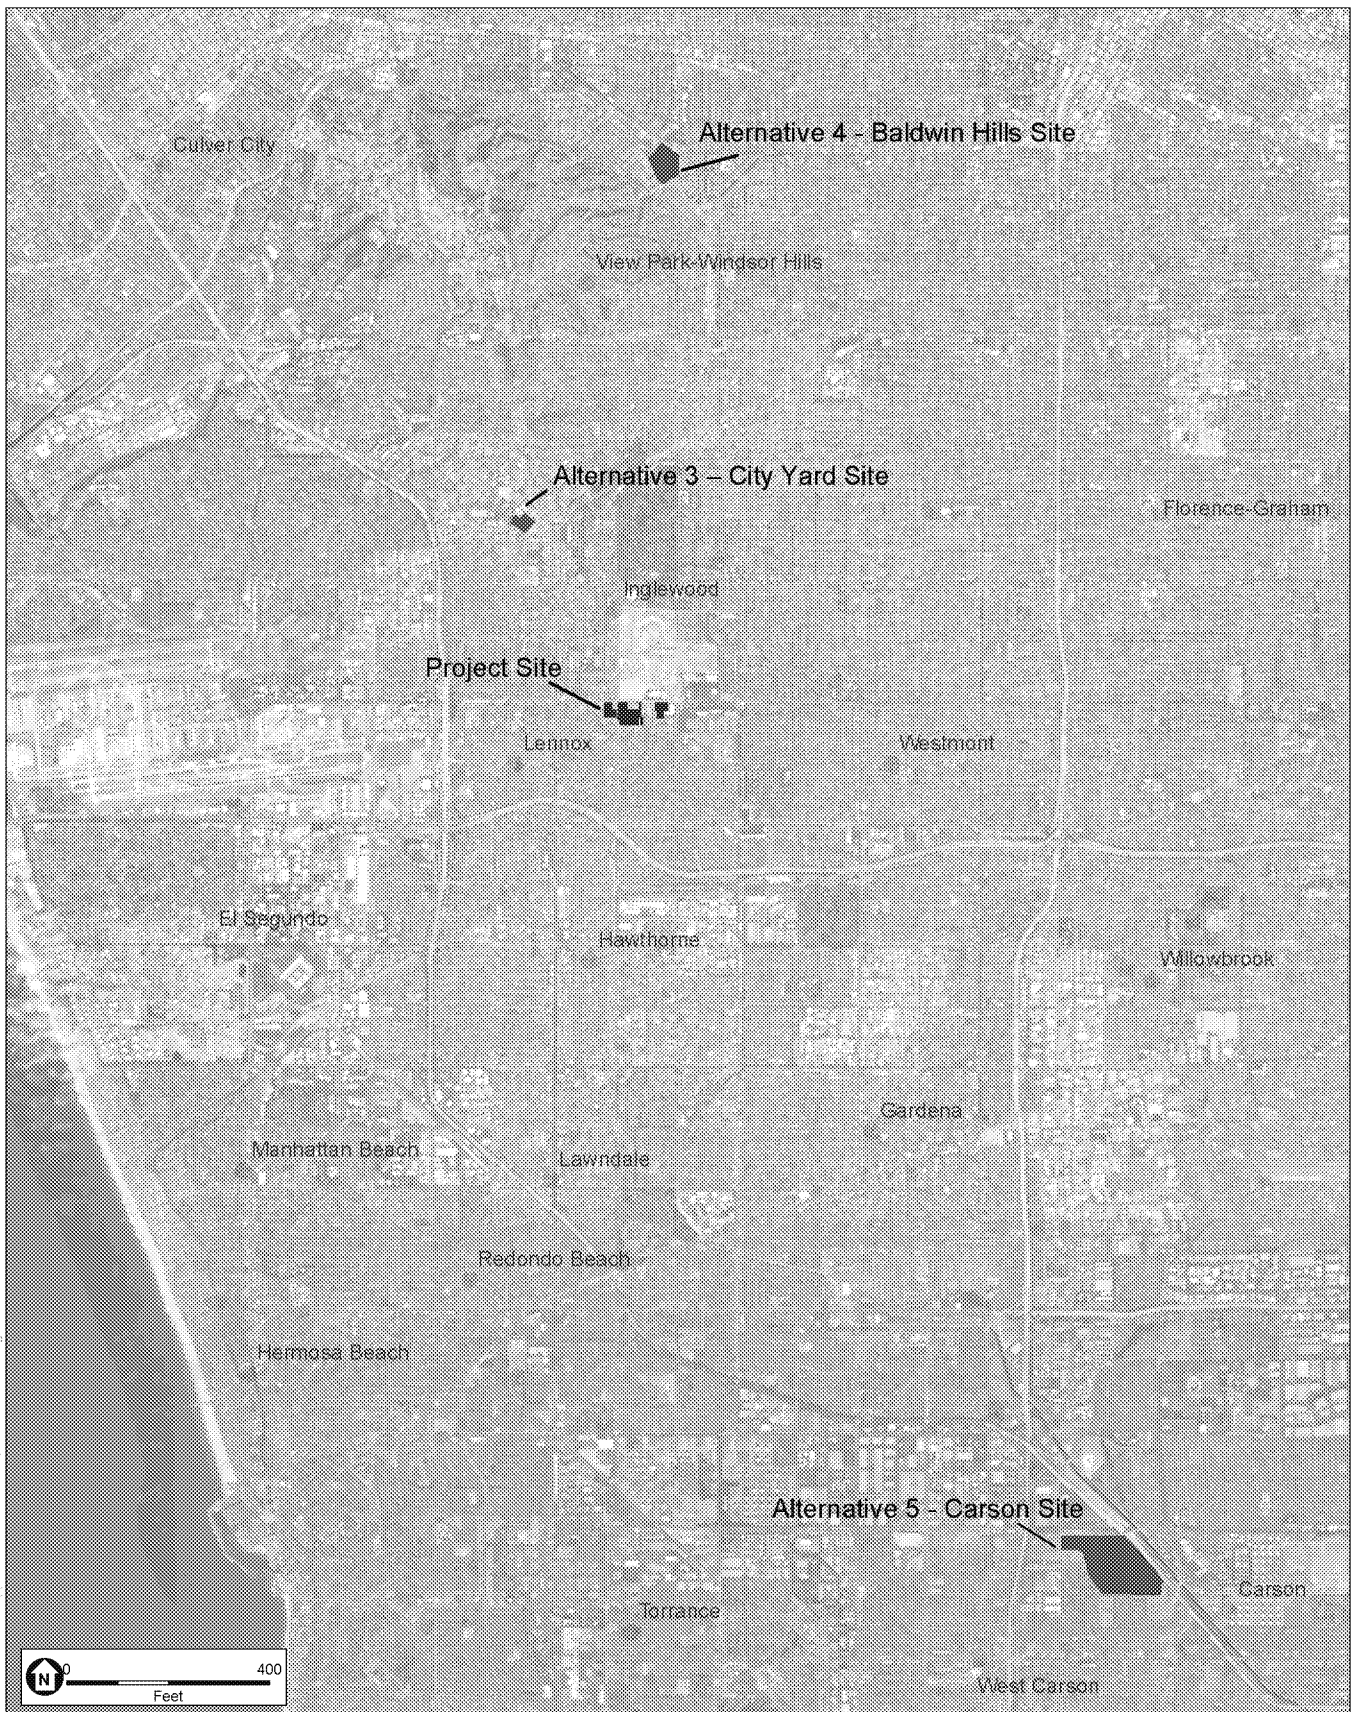 Alternative 4 - Baldwin Hills Site
Culver City
View Park-Windsor Hills
Alternative 3 – City Yard Site
Florence-Graham
Inglewood
Project Site
Lennox
Westmont
El Segundo
Hawthorne
Willowbrook
Gardena
Manhattan Beach
Lawndale
Redondo Beach
Hermosa Beach
Alternative 5 - Carson Site
Carson
Torrance
N
0 400
Feet
West Carson